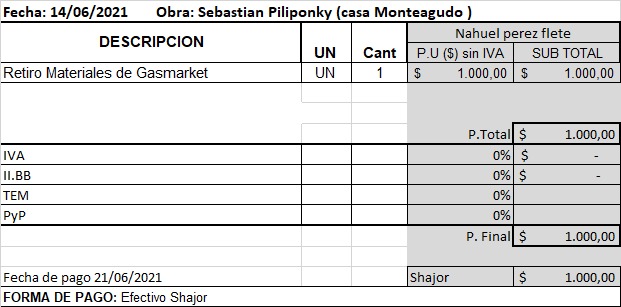 Fecha: 14/06/2021 Obra: Sebastian Piliponky (casa Monteagudo )
Nahuel perez flete
DESCRIPCION UN Cant P.U ($) sin IVA SUB TOTAL
Retiro Materiales de Gasmarket UN 1 $ 1.000,00 $ 1.000,00
P.Total $ 1.000,00
IVA 0% $ -
II.BB 0% $ -
TEM 0%
PyP 0%
P. Final $ 1.000,00
Fecha de pago 21/06/2021 Shajor $ 1.000,00
FORMA DE PAGO: Efectivo Shajor